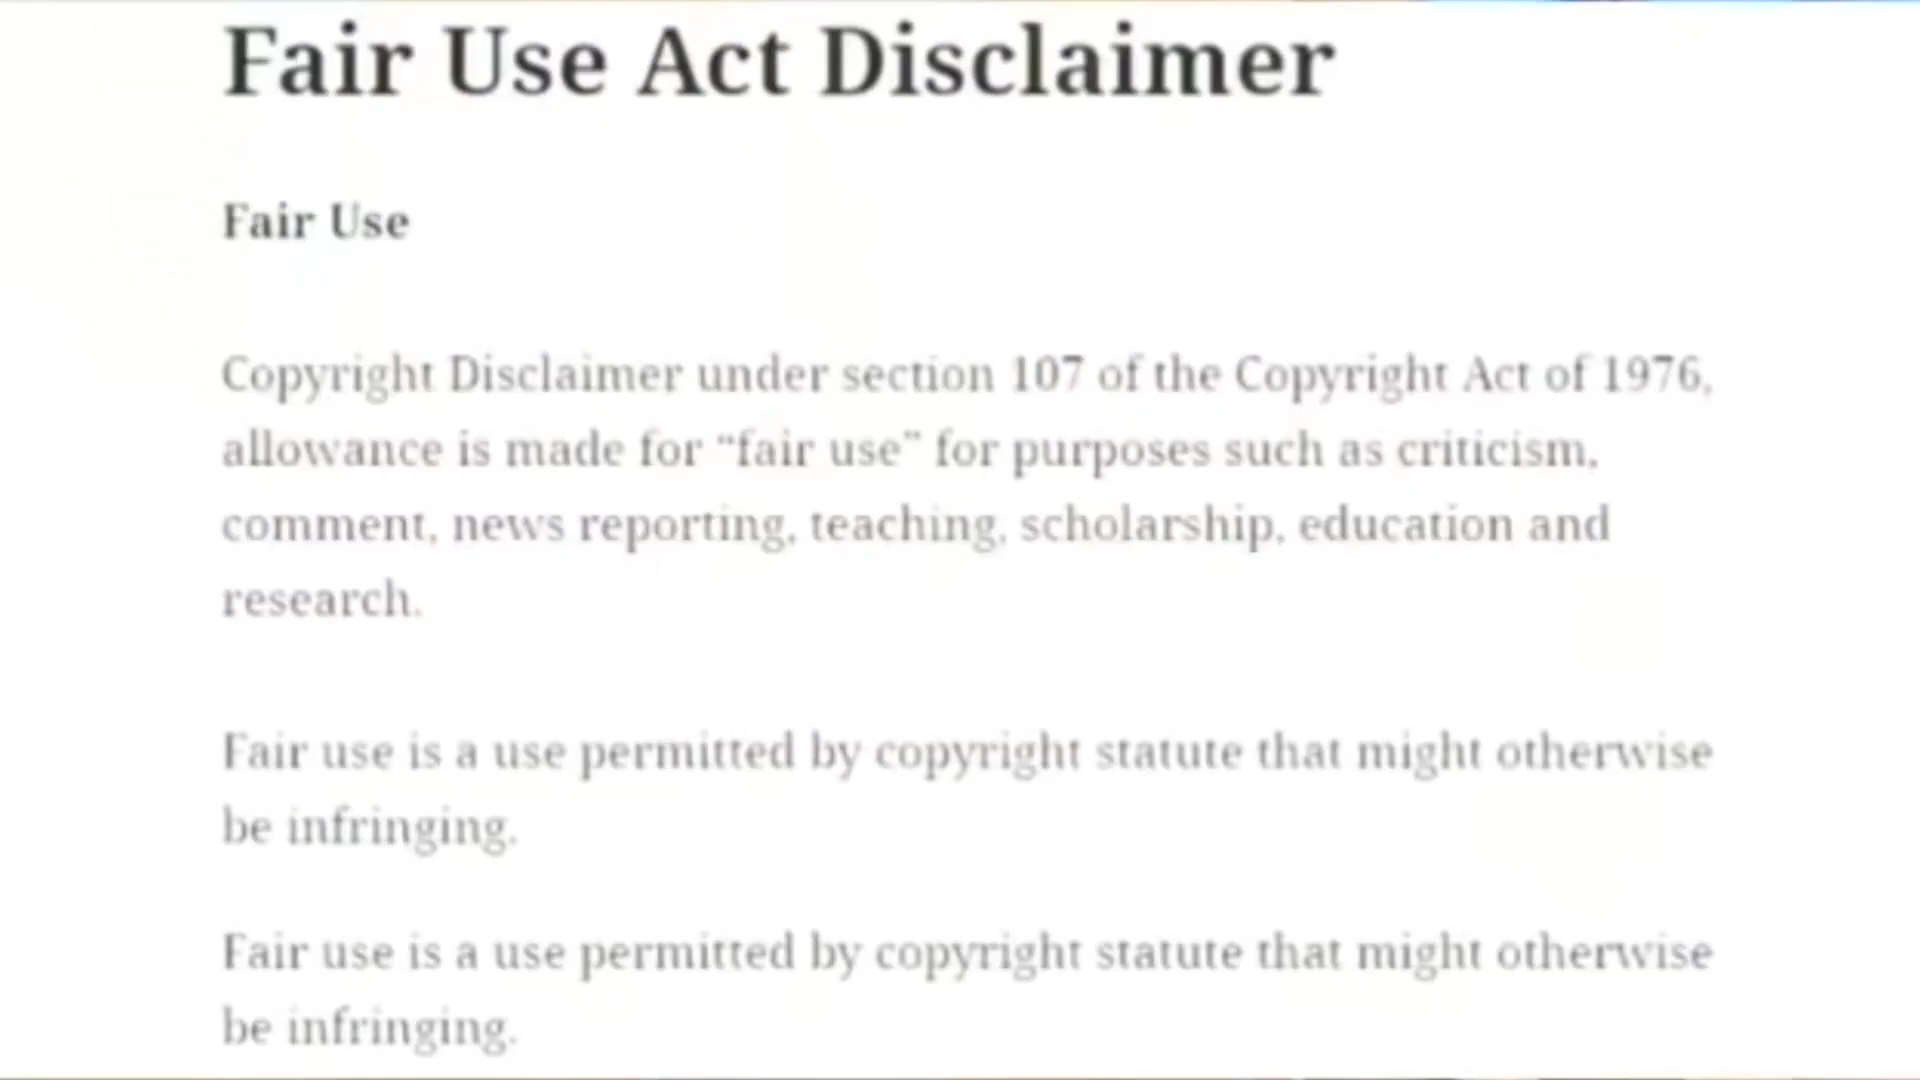 Fair Use Act Disclaimer
Fair Use
Copyright Disclaimer under section 107 of the Copyright Act of 1976,
allowance is made for “fair use” for purposes such as criticism,
comment, news reporting, teaching, scholarship, education and
research.
Fair use is a use permitted by copyright statute that might otherwise
be infringing.
Fair use is a use permitted by copyright statute that might otherwise
be infringing.